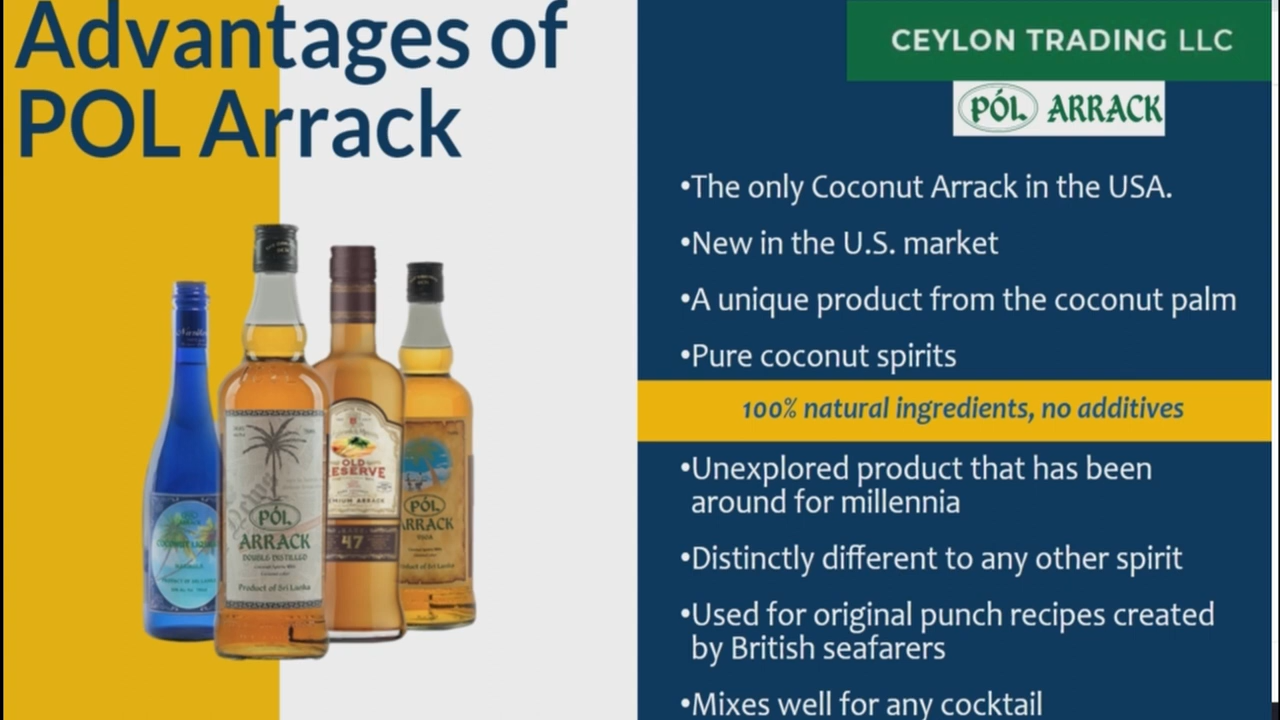 Advantages of
POL Arrack
CEYLON TRADING LLC
PÓL ARRACK
•The only Coconut Arrack in the USA.
•New in the U.S. market
•A unique product from the coconut palm
•Pure coconut spirits
100% natural ingredients, no additives
•Unexplored product that has been
around for millennia
•Distinctly different to any other spirit
•Used for original punch recipes created
by British seafarers
•Mixes well for any cocktail
PÓL
ARRACK
DOUBLE DISTILLED
Product of Sri Lanka
OLD
ESERVE
47
PÓL
ARRACK